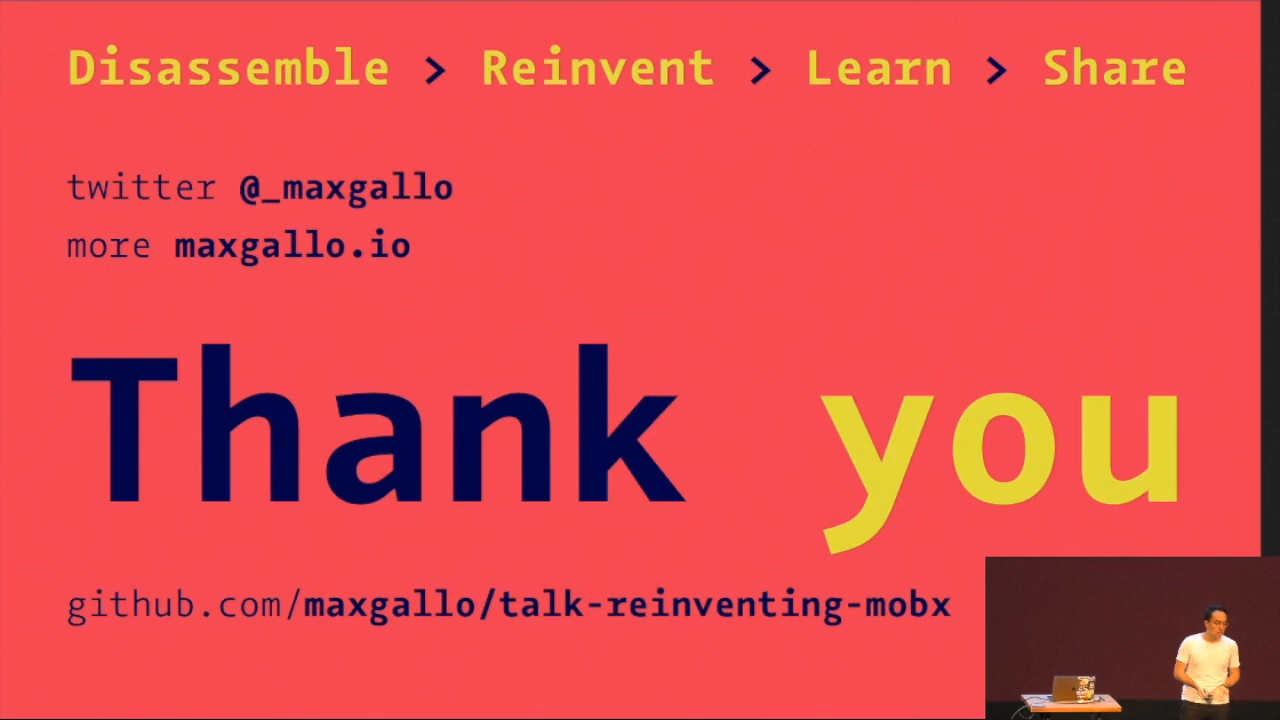 Disassemble > Reinvent > Learn > Share
twitter @_maxgallo
more maxgallo.io
Thank you
github.com/maxgallo/talk-reinventing-mobx